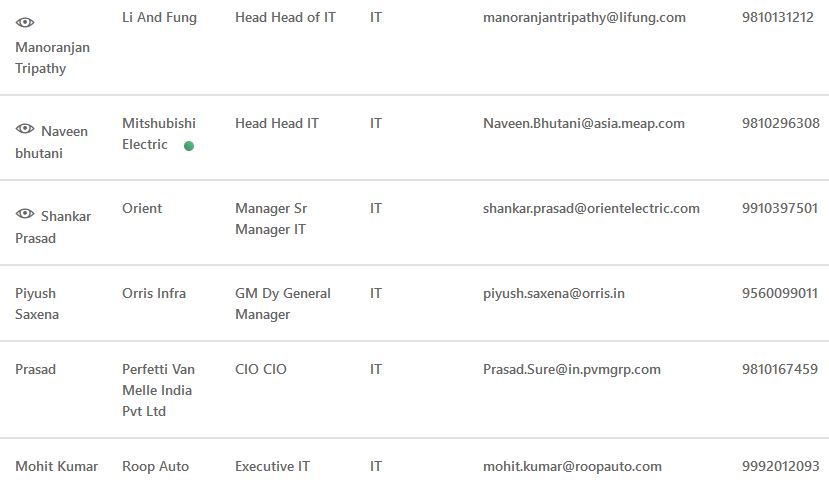 Manoranjan Tripathy Li And Fung Head Head of IT IT manoranjantripathy@lifung.com 9810131212
Naveen bhutani Mitshubishi Electric Head Head IT IT Naveen.Bhutani@asia.meap.com 9810296308
Shankar Prasad Orient Manager Sr Manager IT IT shankar.prasad@orientelectric.com 9910397501
Piyush Saxena Orris Infra GM Dy General Manager IT piyush.saxena@orris.in 9560099011
Prasad Perfetti Van Melle India Pvt Ltd CIO CIO IT Prasad.Sure@in.pvmgrp.com 9810167459
Mohit Kumar Roop Auto Executive IT IT mohit.kumar@roopauto.com 9992012093